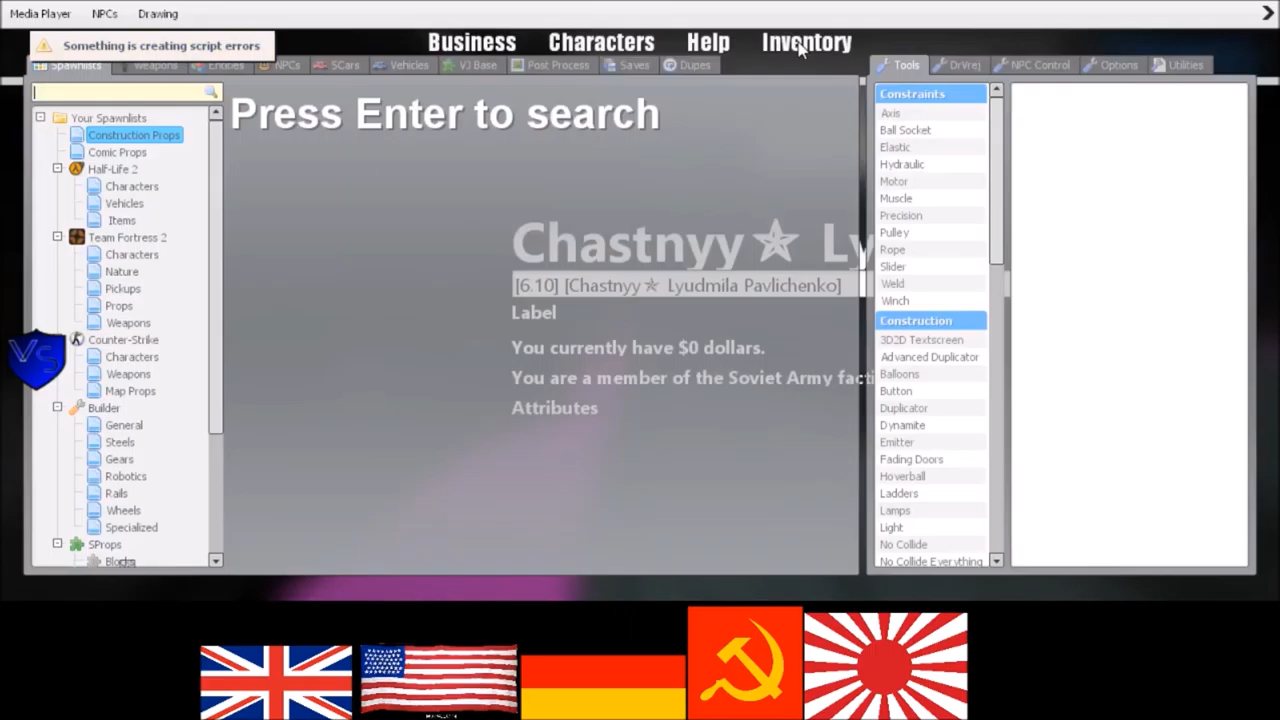 Media Player NPCs Drawing
Something is creating script errors
Business Characters Help Inventory
Spawnlists Weapons Entities NPCs SCars Vehicles VJ Base Post Process Saves Dupes
Tools DrVrej NPC Control Options Utilities
Press Enter to search
Your Spawnlists
Construction Props
Comic Props
Half-Life 2
Characters
Vehicles
Items
Team Fortress 2
Characters
Nature
Pickups
Props
Weapons
Counter-Strike
Characters
Weapons
Map Props
Builder
General
Steels
Gears
Robotics
Rails
Wheels
Specialized
SProps
Blocks
VS
Chastnyy★ Ly
[6.10] [Chastnyy★ Lyudmila Pavlichenko]
Label
You currently have $0 dollars.
You are a member of the Soviet Army facti
Attributes
Constraints
Axis
Ball Socket
Elastic
Hydraulic
Motor
Muscle
Precision
Pulley
Rope
Slider
Weld
Winch
Construction
3D2D Textscreen
Advanced Duplicator
Balloons
Button
Duplicator
Dynamite
Emitter
Fading Doors
Hoverball
Ladders
Lamps
Light
No Collide
No Collide Everything